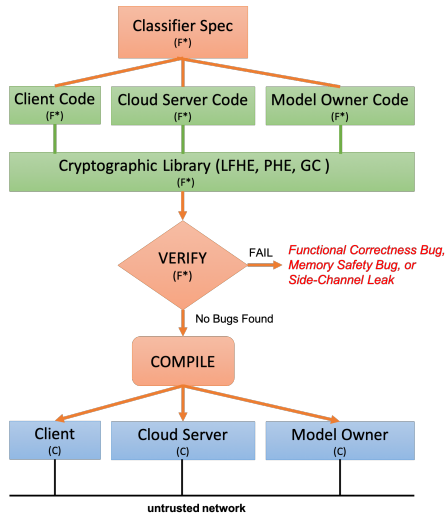 Classifier Spec
(F*)
Client Code
(F*)
Cloud Server Code
(F*)
Model Owner Code
(F*)
Cryptographic Library (LFHE, PHE, GC )
(F*)
VERIFY
(F*)
FAIL
Functional Correctness Bug,
Memory Safety Bug, or
Side-Channel Leak
No Bugs Found
COMPILE
Client
(C)
Cloud Server
(C)
Model Owner
(C)
untrusted network